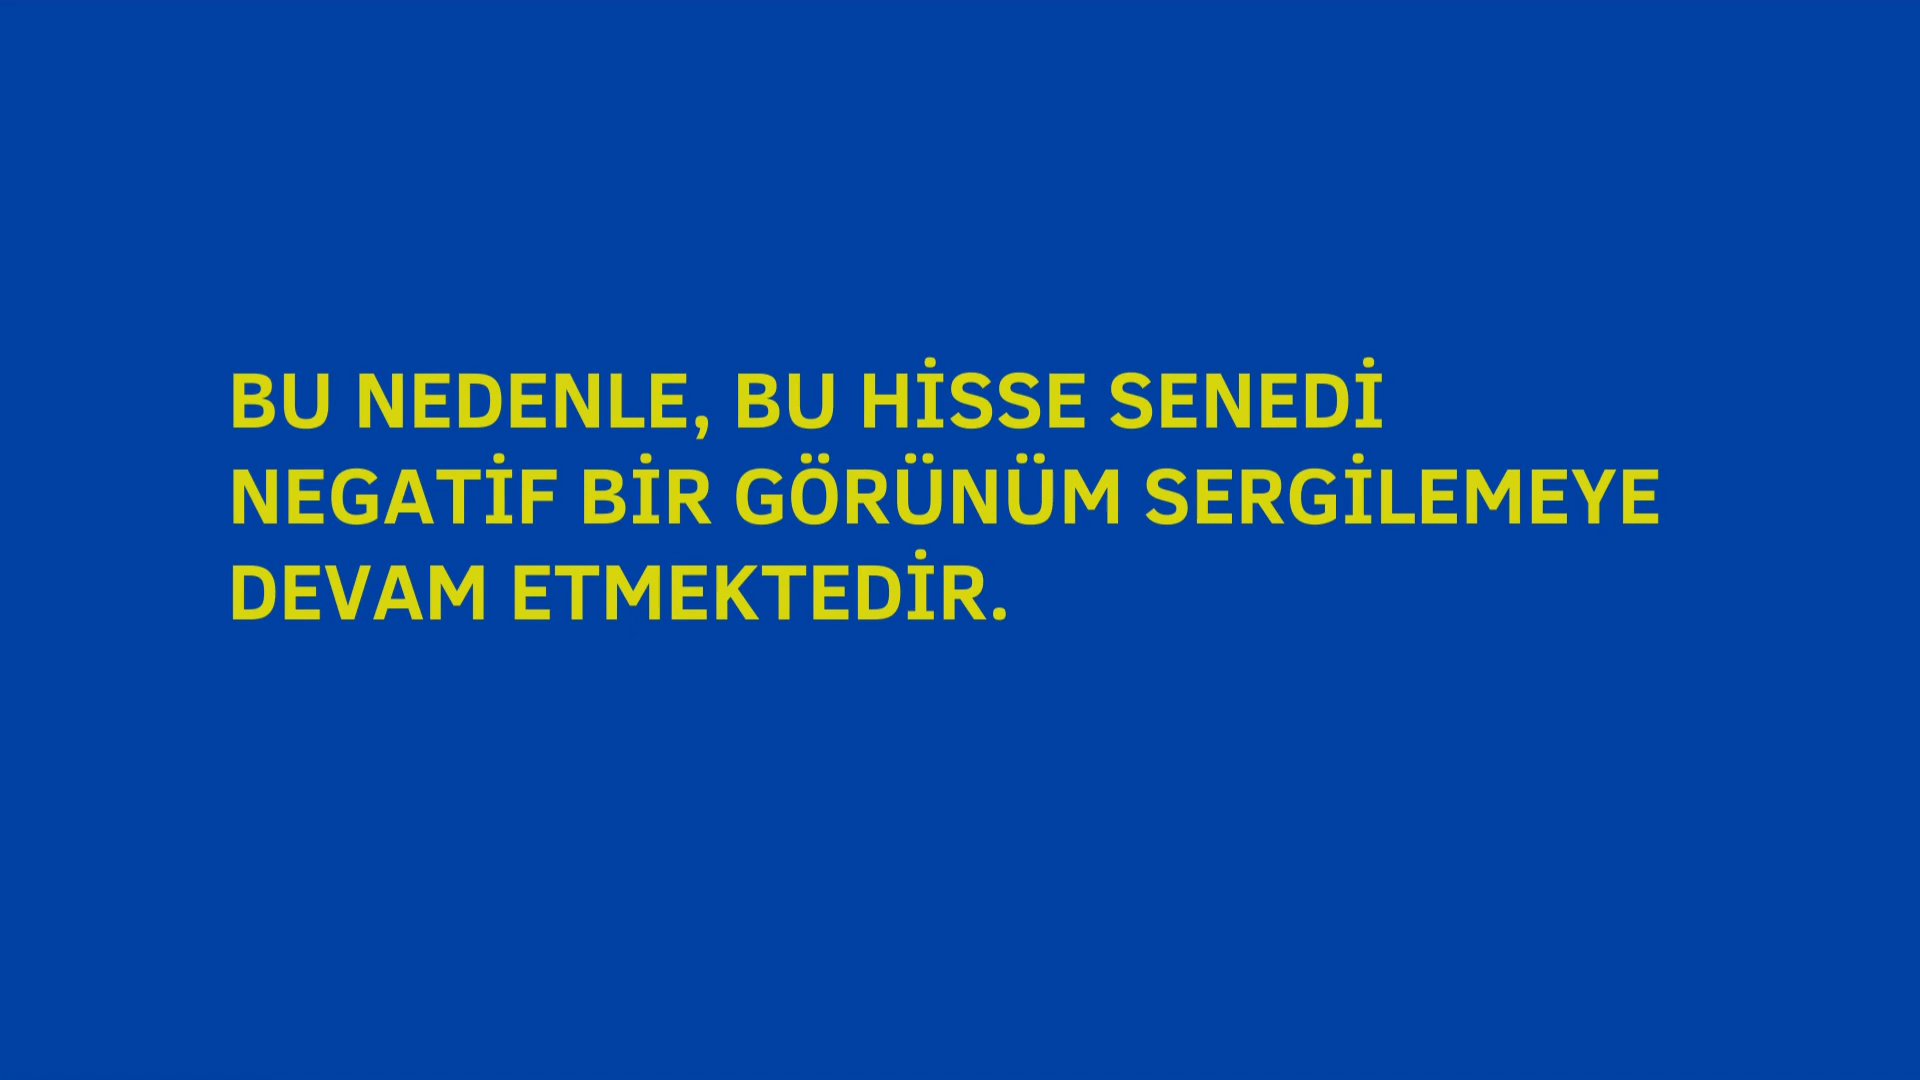 BU NEDENLE, BU HİSSE SENEDİ
NEGATİF BİR GÖRÜNÜM SERGİLEMEYE
DEVAM ETMEKTEDİR.